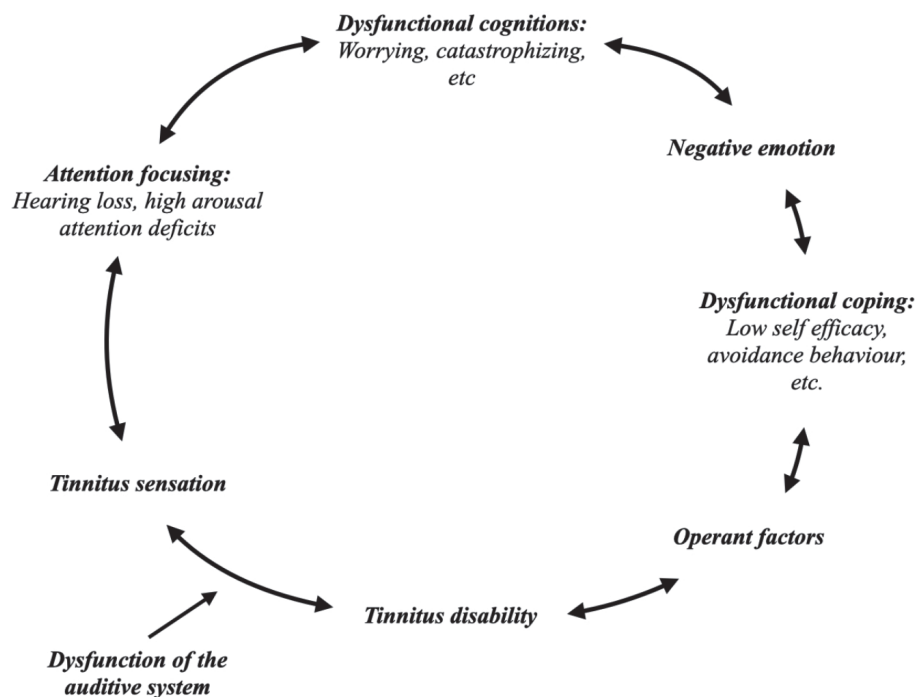 Dysfunctional cognitions:
Worrying, catastrophizing,
etc
Negative emotion
Attention focusing:
Hearing loss, high arousal
attention deficits
Dysfunctional coping:
Low self efficacy,
avoidance behaviour,
etc.
Tinnitus sensation
Operant factors
Tinnitus disability
Dysfunction of the
auditive system